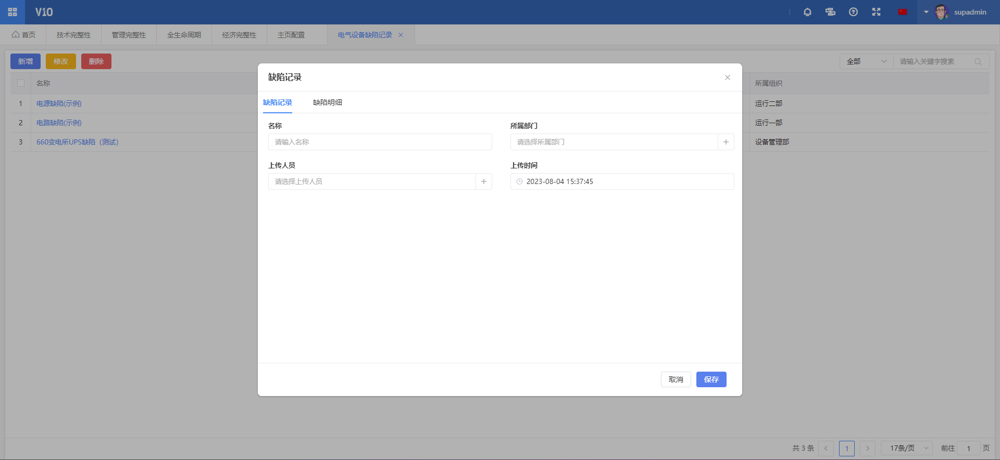 V10
supadmin
首页 技术完整性 管理完整性 全生命周期 经济完整性 主页配置 电气设备缺陷记录
新增 修改 删除 全部 请输入关键字搜索
名称 所属组织
1 电源缺陷(示例) 运行二部
2 电路缺陷(示例) 运行一部
3 660变电所UPS缺陷（测试） 设备管理部
缺陷记录
缺陷记录 缺陷明细
名称 所属部门
请输入名称 请选择所属部门
上传人员 上传时间
请选择上传人员 2023-08-04 15:37:45
取消 保存
共 3 条 1 17条/页 前往 1 页